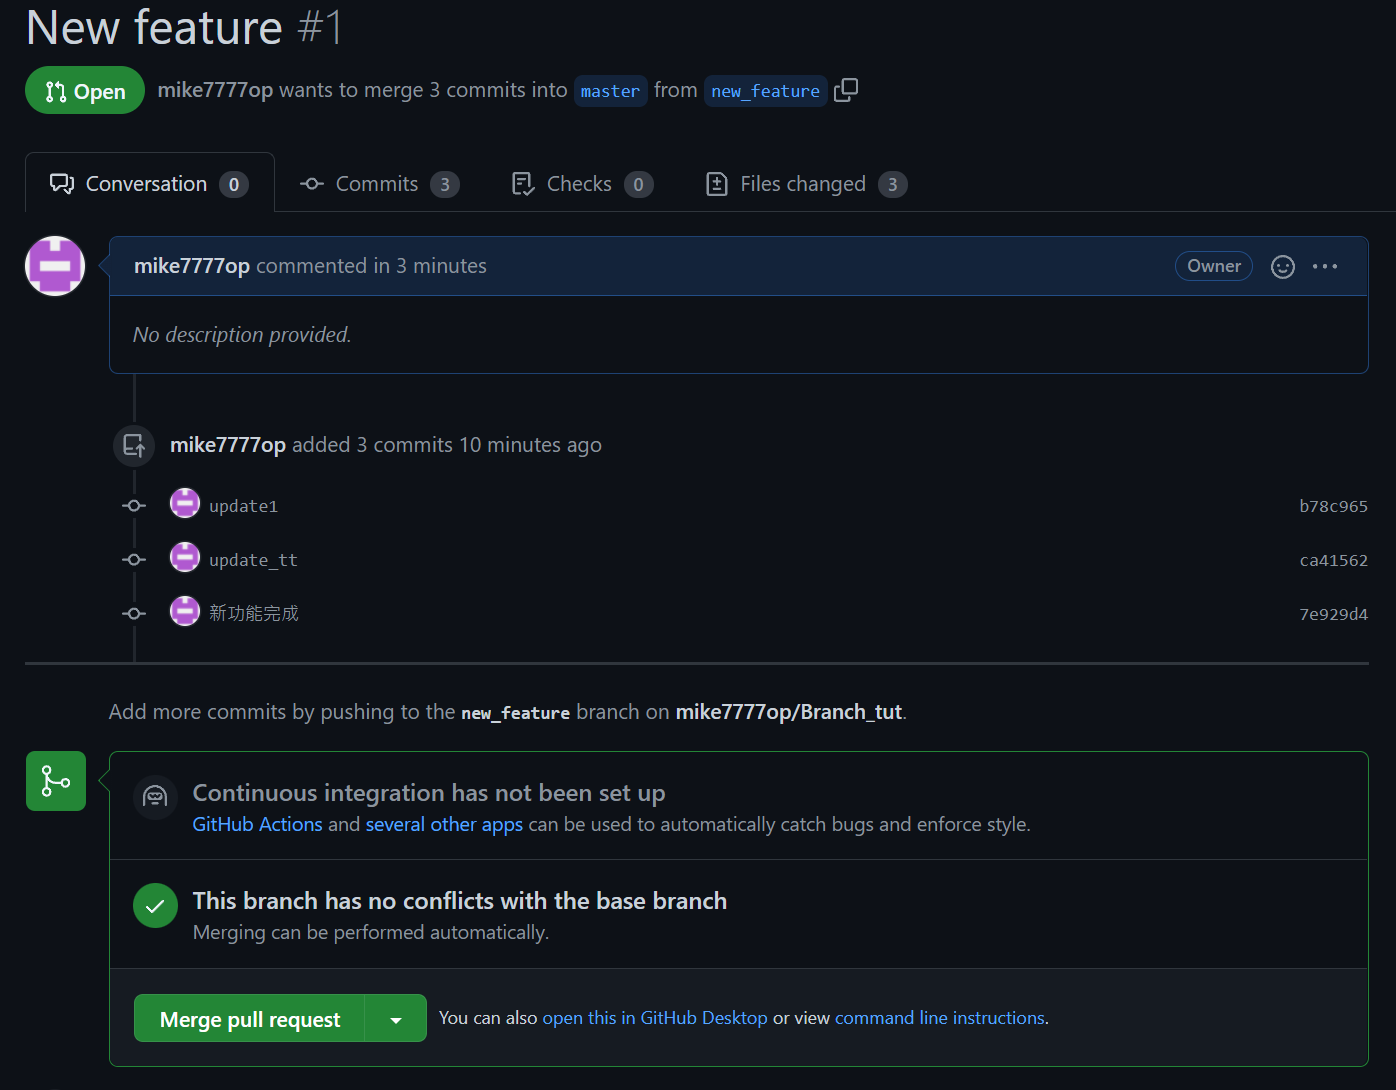 New feature #1
Open mike7777op wants to merge 3 commits into master from new_feature
Conversation 0 Commits 3 Checks 0 Files changed 3
mike7777op commented in 3 minutes Owner
No description provided.
mike7777op added 3 commits 10 minutes ago
update1 b78c965
update_tt ca41562
新功能完成 7e929d4
Add more commits by pushing to the new_feature branch on mike7777op/Branch_tut.
Continuous integration has not been set up
GitHub Actions and several other apps can be used to automatically catch bugs and enforce style.
This branch has no conflicts with the base branch
Merging can be performed automatically.
Merge pull request You can also open this in GitHub Desktop or view command line instructions.